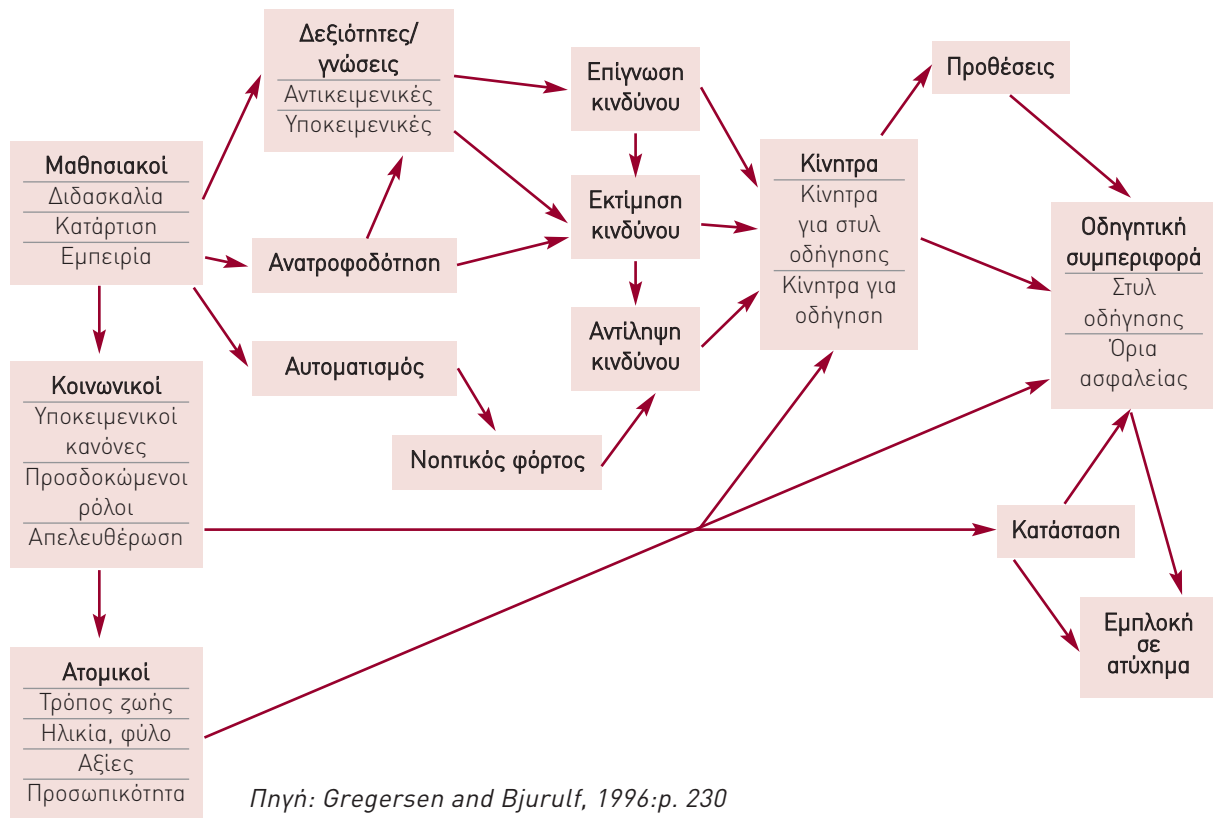 Δεξιότητες/
γνώσεις
Αντικειμενικές
Υποκειμενικές
Επίγνωση
κινδύνου
Προθέσεις
Μαθησιακοί
Διδασκαλία
Κατάρτιση
Εμπειρία
Ανατροφοδότηση
Εκτίμηση
κινδύνου
Κίνητρα
Κίνητρα
για στυλ
οδήγησης
Κίνητρα για
οδήγηση
Οδηγητική
συμπεριφορά
Στυλ
οδήγησης
Όρια
ασφαλείας
Αυτοματισμός
Αντίληψη
κινδύνου
Κοινωνικοί
Υποκειμενικοί
κανόνες
Προσδοκώμενοι
ρόλοι
Απελευθέρωση
Νοητικός φόρτος
Κατάσταση
Εμπλοκή
σε
ατύχημα
Ατομικοί
Τρόπος ζωής
Ηλικία, φύλο
Αξίες
Προσωπικότητα
Πηγή: Gregersen and Bjurulf, 1996:p. 230